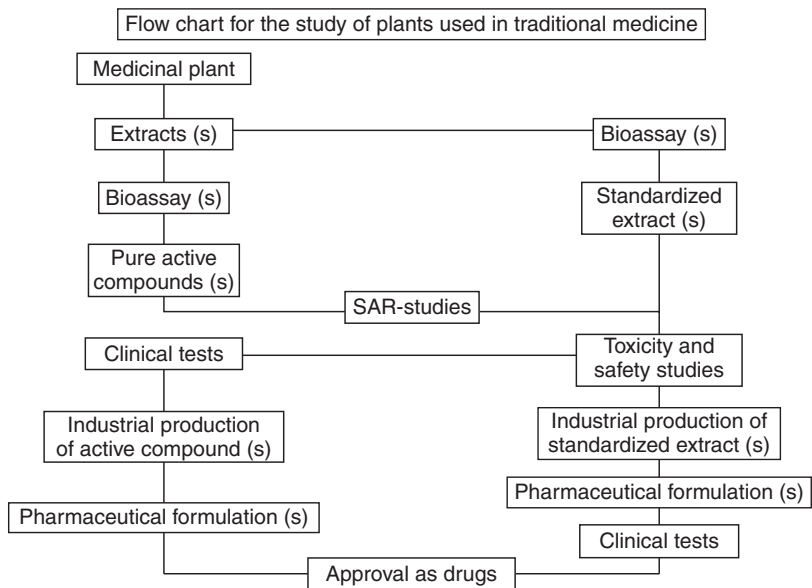 Flow chart for the study of plants used in traditional medicine
Medicinal plant
Extracts (s)
Bioassay (s)
Bioassay (s)
Standardized
extract (s)
Pure active
compounds (s)
SAR-studies
Clinical tests
Toxicity and
safety studies
Industrial production
of active compound (s)
Industrial production of
standardized extract (s)
Pharmaceutical formulation (s)
Pharmaceutical formulation (s)
Clinical tests
Approval as drugs